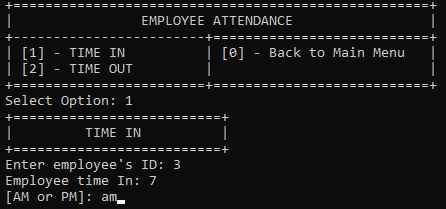 +=============================================+
| EMPLOYEE ATTENDANCE |
+---------------------+=======================+
| [1] - TIME IN | [0] - Back to Main Menu |
| [2] - TIME OUT | |
+=====================+=======================+
Select Option: 1
+======================+
| TIME IN |
+======================+
Enter employee's ID: 3
Employee time In: 7
[AM or PM]: am